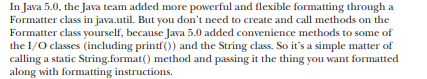 In Java 5.0, the Java team added more powerful and flexible formatting through a
Formatter class in java.util. But you don't need to create and call methods on the
Formatter class yourself, because Java 5.0 added convenience methods to some of
the I/O classes (including printf()) and the String class. So it's a simple matter of
calling a static String.format() method and passing it the thing you want formatted
along with formatting instructions.